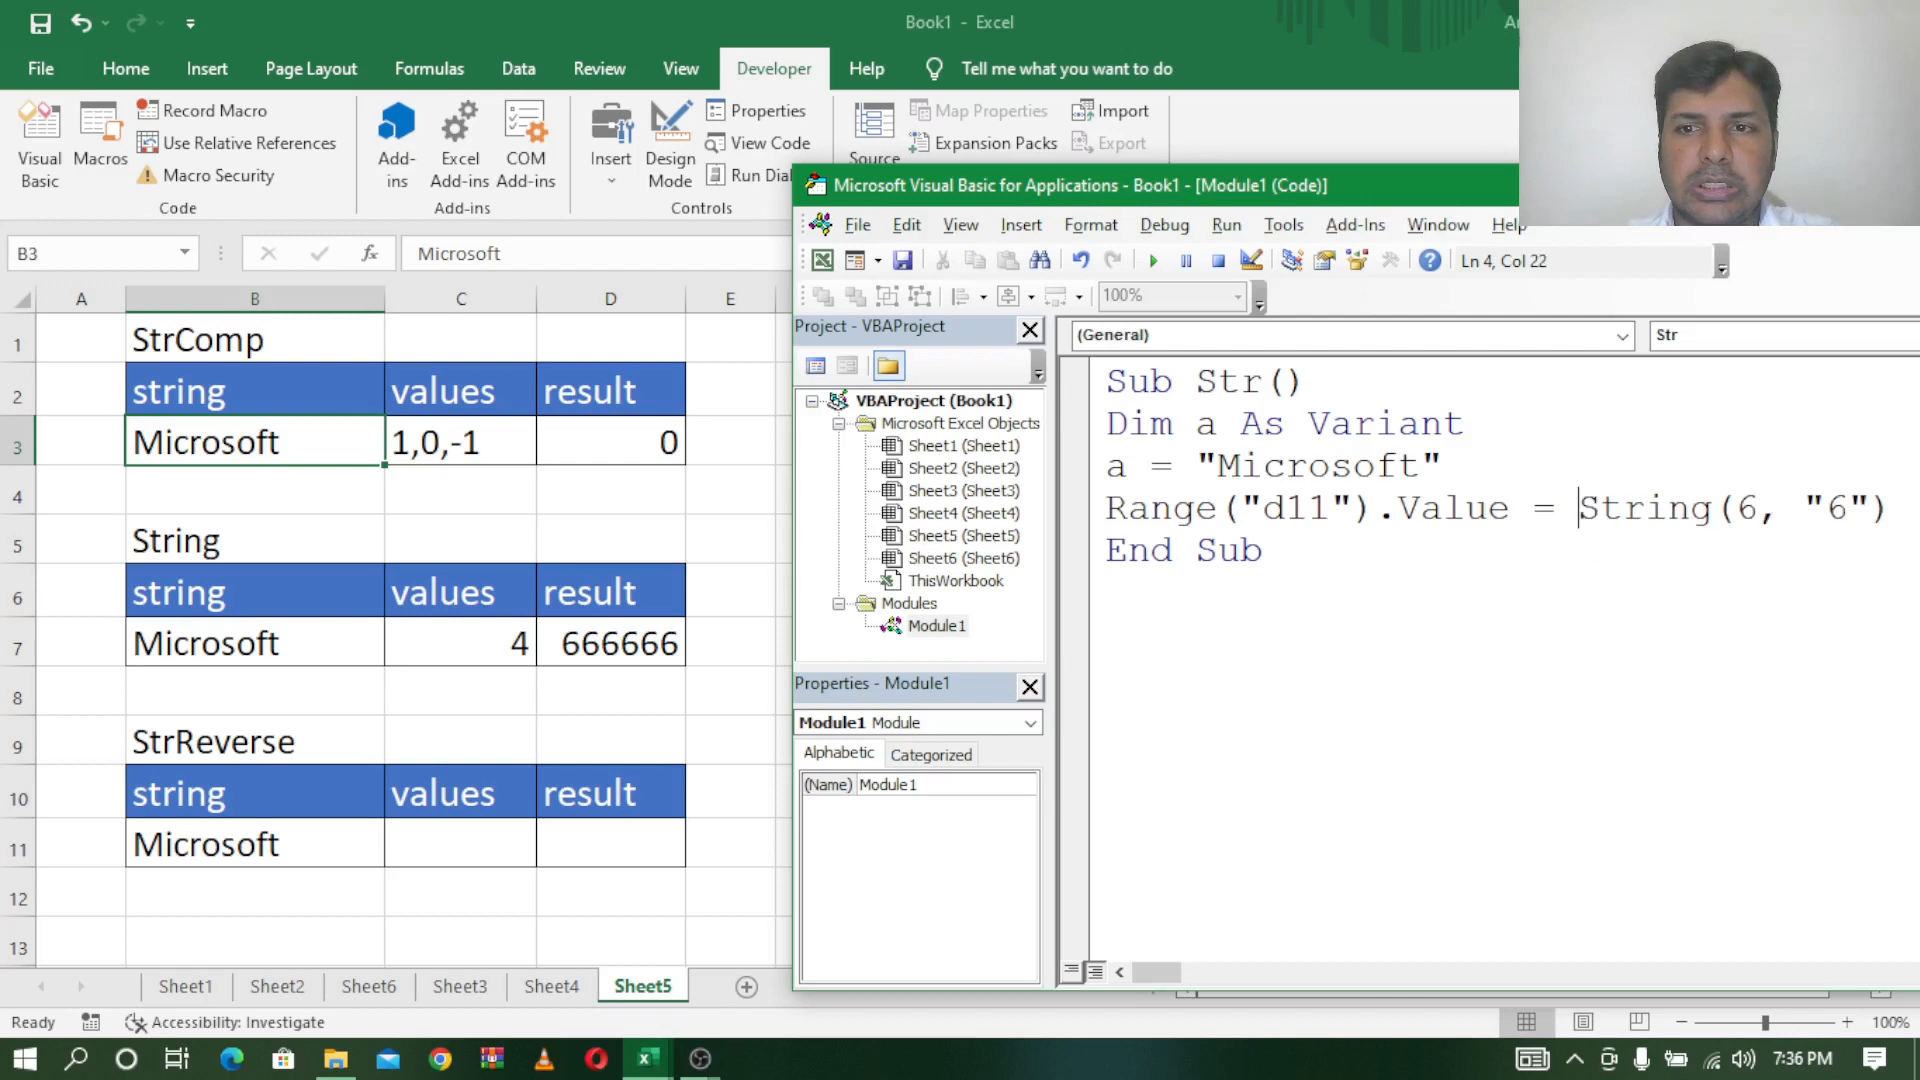 Book1 - Excel
File Home Insert Page Layout Formulas Data Review View Developer Help Tell me what you want to do
Visual Basic
Macros
Record Macro
Use Relative References
Macro Security
Code
Add-ins
Excel Add-ins
COM Add-ins
Add-ins
Insert
Design Mode
Properties
View Code
Run Dial
Controls
Source
Map Properties
Expansion Packs
Import
Export
B3
fx
Microsoft
A B C D E
1 StrComp
2 string values result
3 Microsoft 1,0,-1 0
4
5 String
6 string values result
7 Microsoft 4 666666
8
9 StrReverse
10 string values result
11 Microsoft
12
13
Sheet1 Sheet2 Sheet6 Sheet3 Sheet4 Sheet5
Ready Accessibility: Investigate
100%
Microsoft Visual Basic for Applications - Book1 - [Module1 (Code)]
File Edit View Insert Format Debug Run Tools Add-Ins Window Help
Ln 4, Col 22
100%
Project - VBAProject
VBAProject (Book1)
Microsoft Excel Objects
Sheet1 (Sheet1)
Sheet2 (Sheet2)
Sheet3 (Sheet3)
Sheet4 (Sheet4)
Sheet5 (Sheet5)
Sheet6 (Sheet6)
ThisWorkbook
Modules
Module1
Properties - Module1
Module1 Module
Alphabetic Categorized
(Name) Module1
(General) Str
Sub Str()
Dim a As Variant
a = "Microsoft"
Range("d11").Value = String(6, "6")
End Sub
7:36 PM